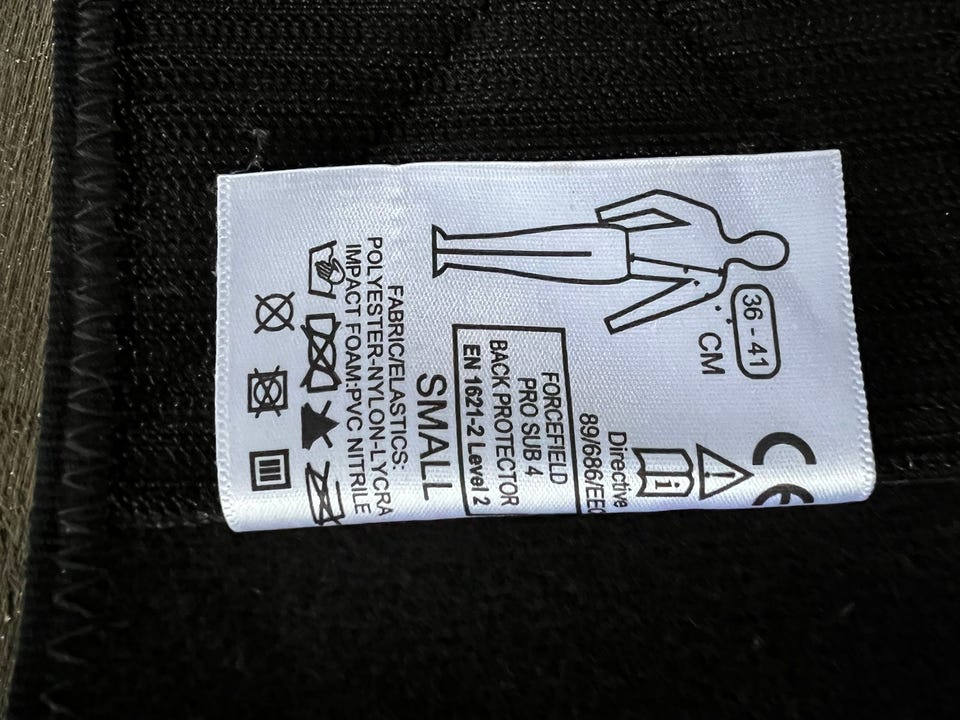 36 - 41
CM
CE
i
Directive
89/686/EE
FORCEFIELD
PRO SUB 4
BACK PROTECTOR
EN 1621-2 Level 2
SMALL
FABRIC/ELASTICS:
POLYESTER-NYLON-LYCRA
IMPACT FOAM:PVC NITRILE